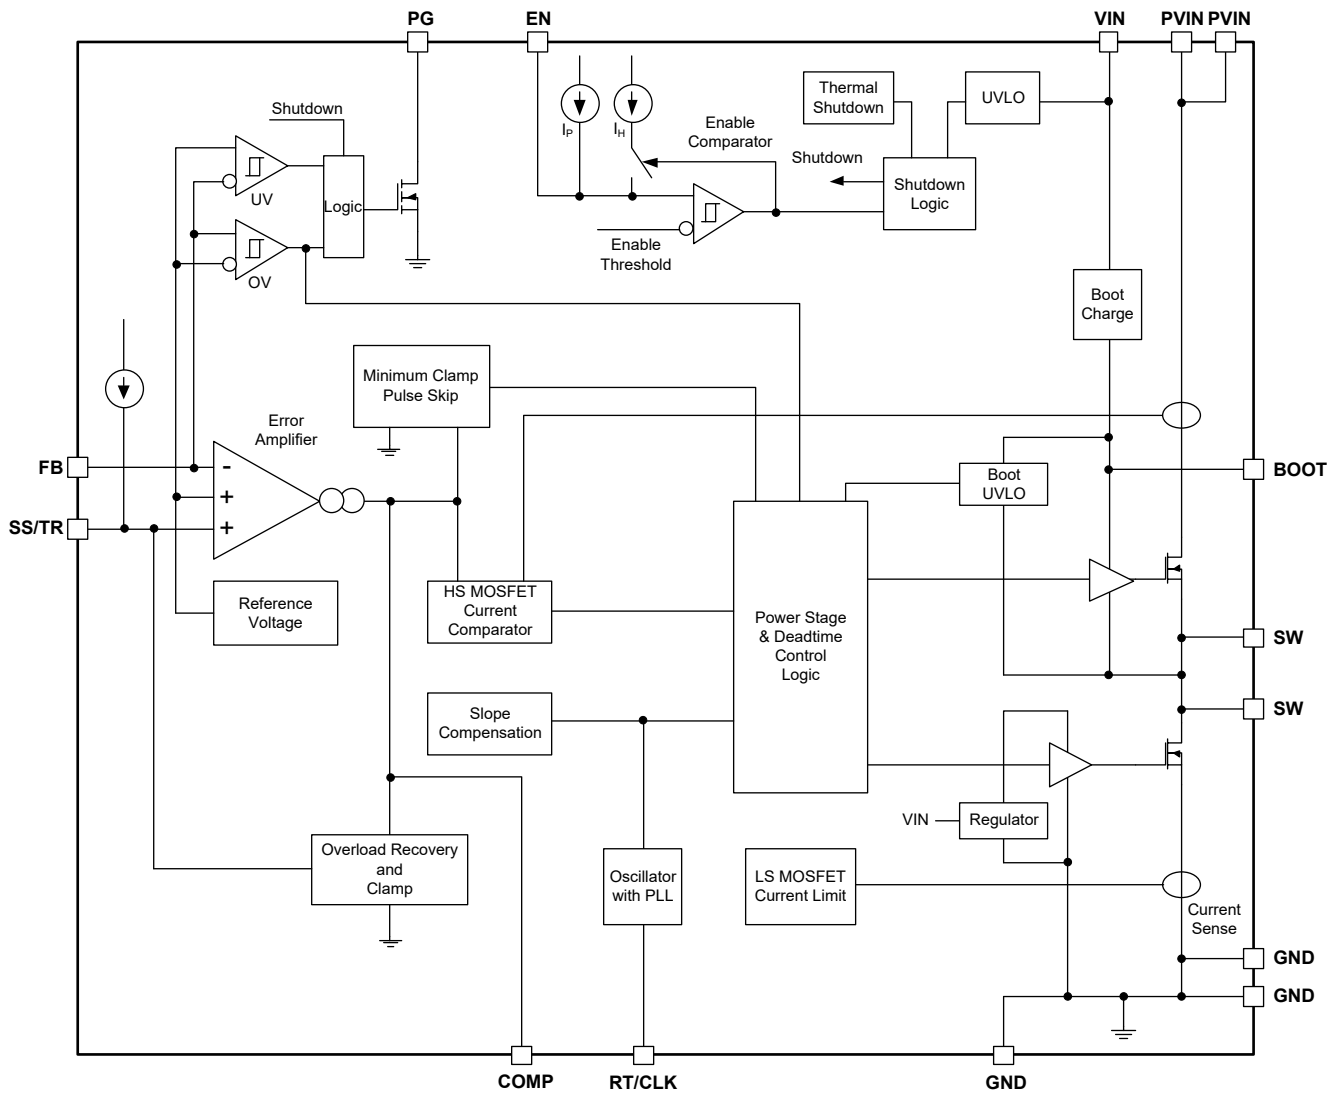 PG
EN
VIN
PVIN PVIN
Shutdown
UV
Logic
OV
IP
IH
Enable
Comparator
Enable
Threshold
Thermal
Shutdown
UVLO
Shutdown
Shutdown
Logic
Boot
Charge
Minimum Clamp
Pulse Skip
Error
Amplifier
FB
-
+
SS/TR
+
Boot
UVLO
BOOT
Reference
Voltage
HS MOSFET
Current
Comparator
Power Stage
& Deadtime
Control
Logic
SW
SW
Slope
Compensation
VIN
Regulator
Overload Recovery
and
Clamp
Oscillator
with PLL
LS MOSFET
Current Limit
Current
Sense
GND
GND
COMP
RT/CLK
GND